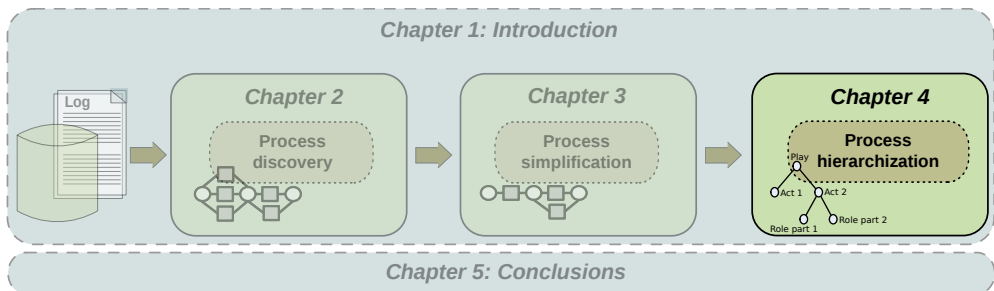 Chapter 1: Introduction
Log
Chapter 2
Process
discovery
Chapter 3
Process
simplification
Chapter 4
Process
hierarchization
Play
Act 1
Act 2
Role part 1
Role part 2
Chapter 5: Conclusions